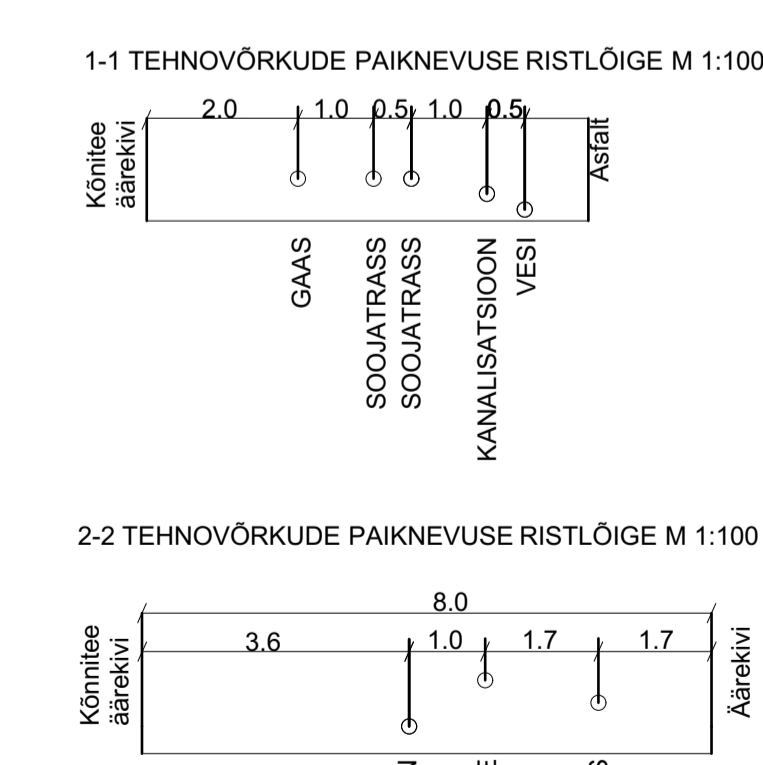 1-1 TEHNOVÕRKUDE PAIKNEVUSE RISTLÕIGE M 1:100
2.0 1.0 0.5 1.0 0.5
Kõnitee
äärekivi
Asfalt
GAAS
SOOJATRASS
SOOJATRASS
KANALISATSIOON
VESI
2-2 TEHNOVÕRKUDE PAIKNEVUSE RISTLÕIGE M 1:100
8.0
3.6 1.0 1.7 1.7
Kõnnitee
äärekivi
Äärekivi